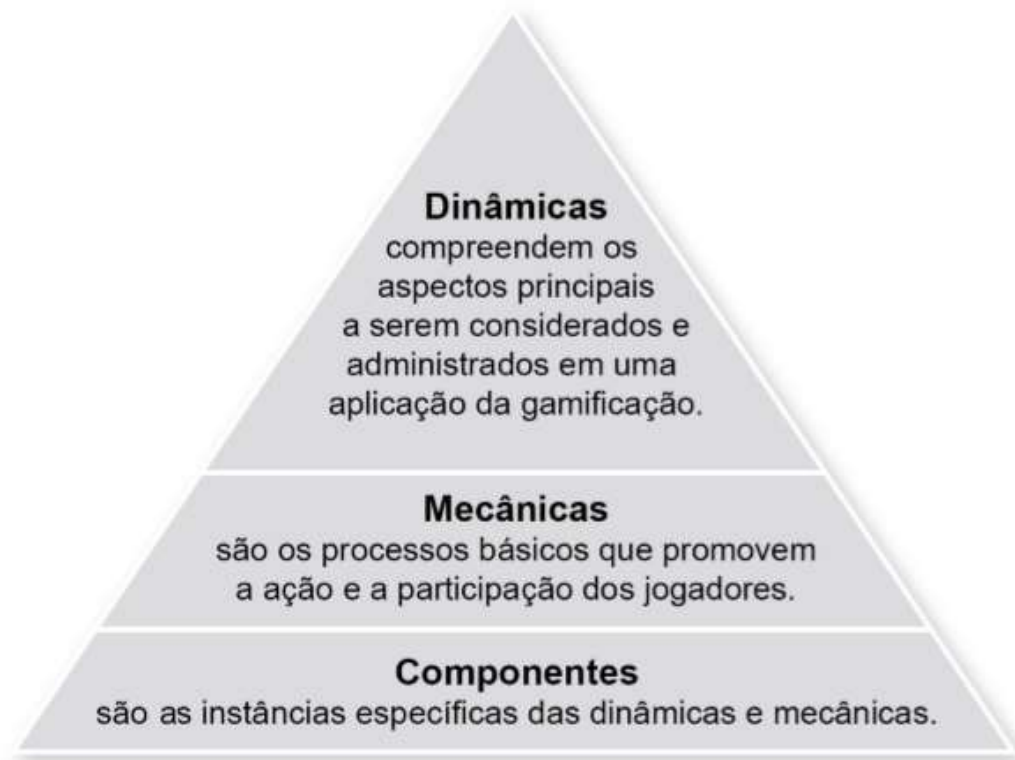 Dinâmicas
compreendem os
aspectos principais
a serem considerados e
administrados em uma
aplicação da gamificação.
Mecânicas
são os processos básicos que promovem
a ação e a participação dos jogadores.
Componentes
são as instâncias específicas das dinâmicas e mecânicas.